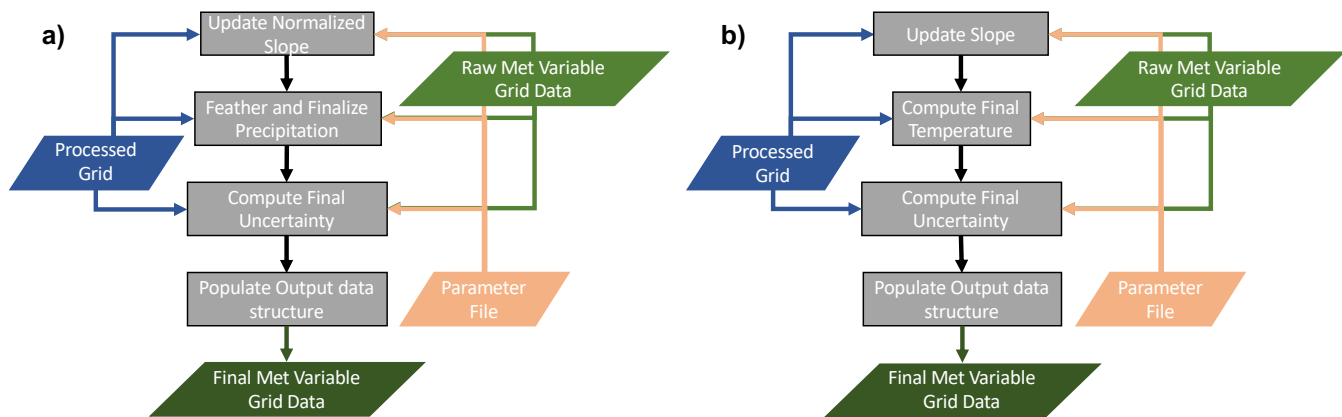 a)
Update Normalized
Slope
Raw Met Variable
Grid Data
Feather and Finalize
Precipitation
Processed
Grid
Compute Final
Uncertainty
Populate Output data
structure
Parameter
File
Final Met Variable
Grid Data
b)
Update Slope
Raw Met Variable
Grid Data
Compute Final
Temperature
Processed
Grid
Compute Final
Uncertainty
Populate Output data
structure
Parameter
File
Final Met Variable
Grid Data